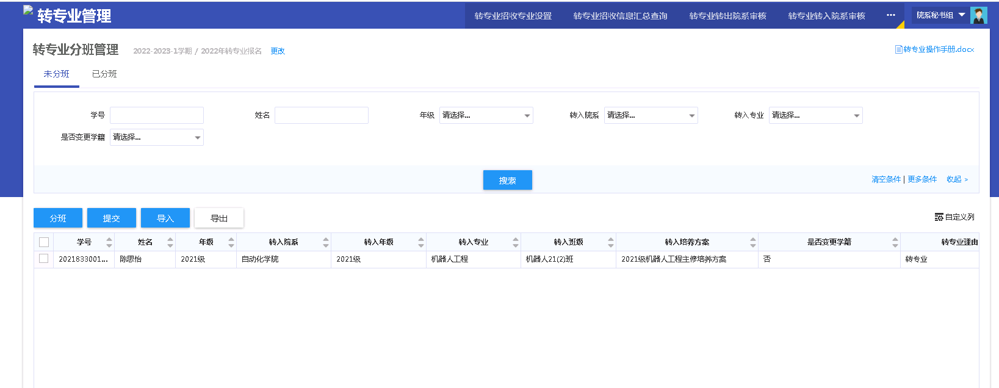 转专业管理 转专业招收专业设置 转专业招收信息汇总查询 转专业转出院系审核 转专业转入院系审核 ··· 院系秘书组
转专业分班管理 2022-2023-1学期 / 2022年转专业报名 更改 转专业操作手册.docx
未分班 已分班
学号 姓名 年级 请选择... 转入院系 请选择... 转入专业 请选择...
是否变更学籍 请选择...
搜索 清空条件 | 更多条件 收起 »
分班 提交 导入 导出 自定义列
学号 姓名 年级 转入院系 转入年级 转入专业 转入班级 转入培养方案 是否变更学籍 转专业理由
2021833001... 陈思怡 2021级 自动化学院 2021级 机器人工程 机器人21(2)班 2021级机器人工程主修培养方案 否 转专业